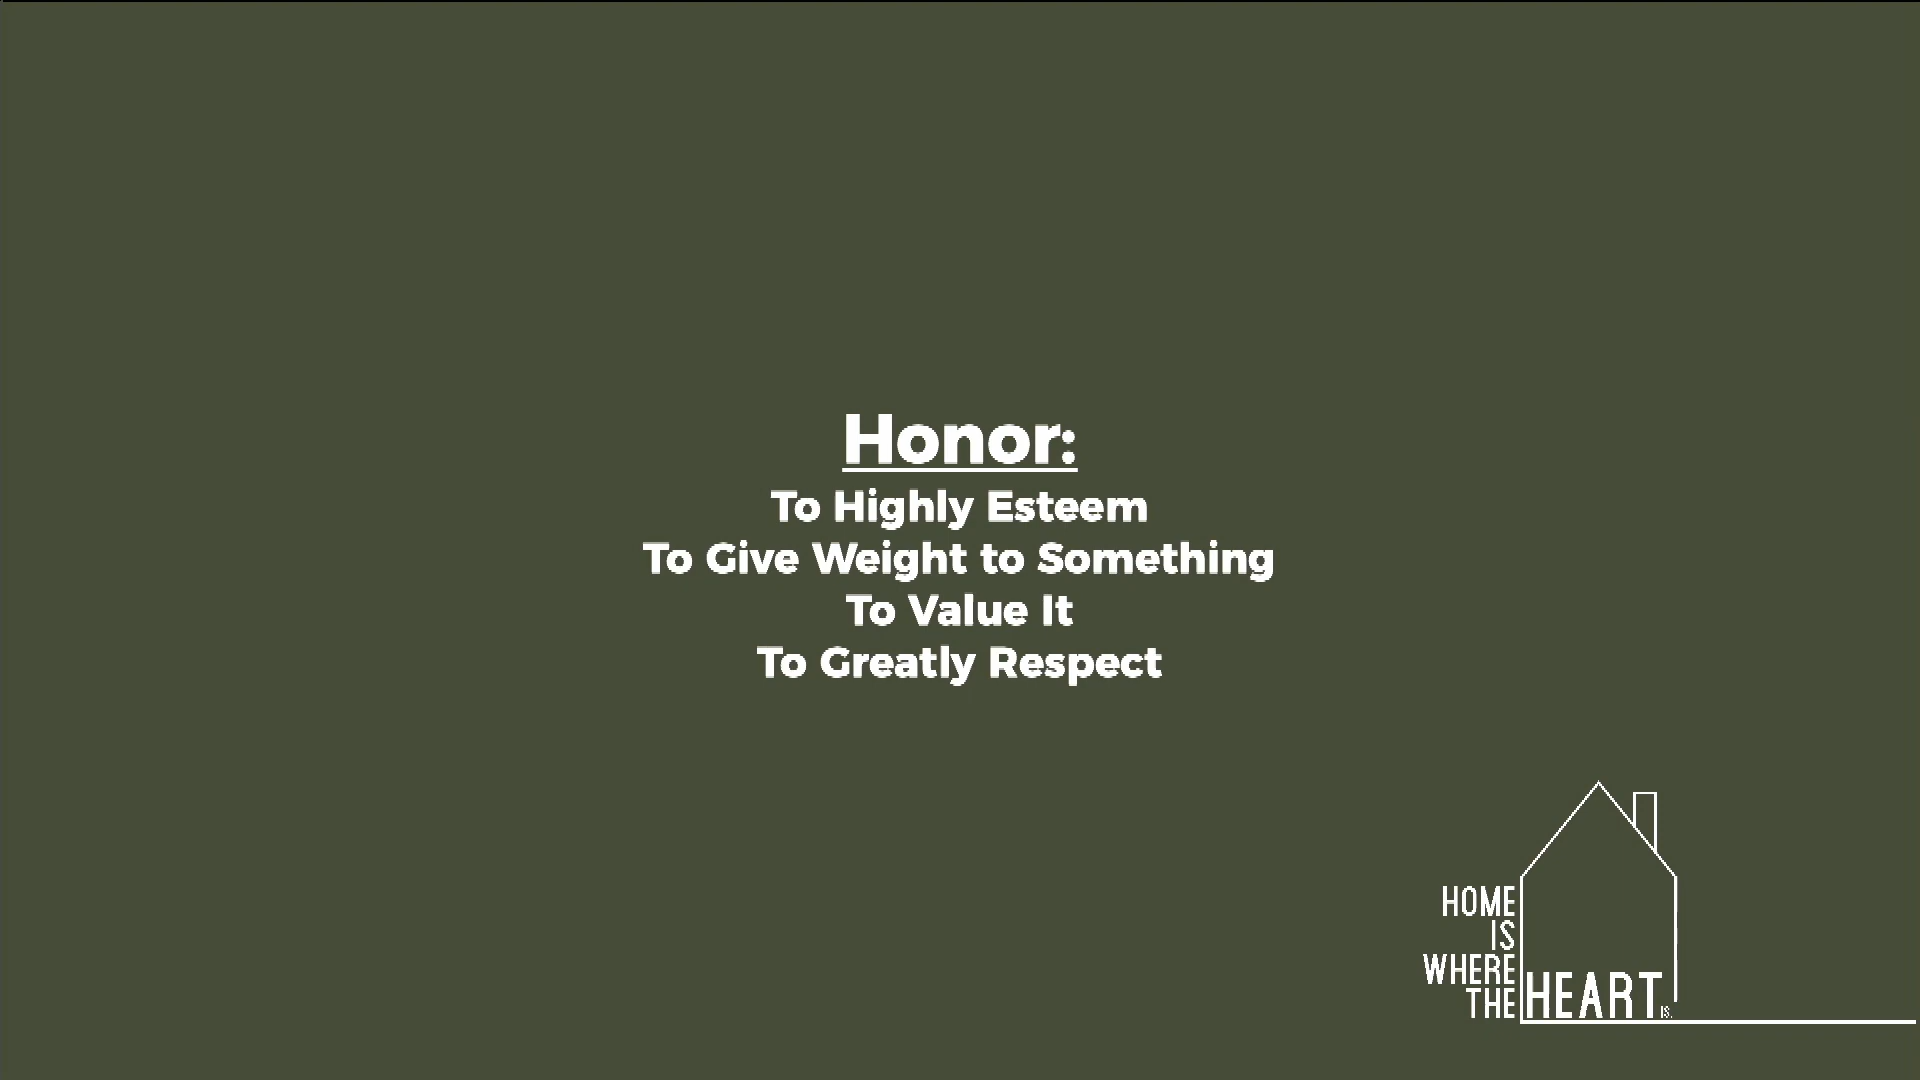 Honor:
To Highly Esteem
To Give Weight to Something
To Value It
To Greatly Respect
HOME
IS
WHERE
THE HEART IS.